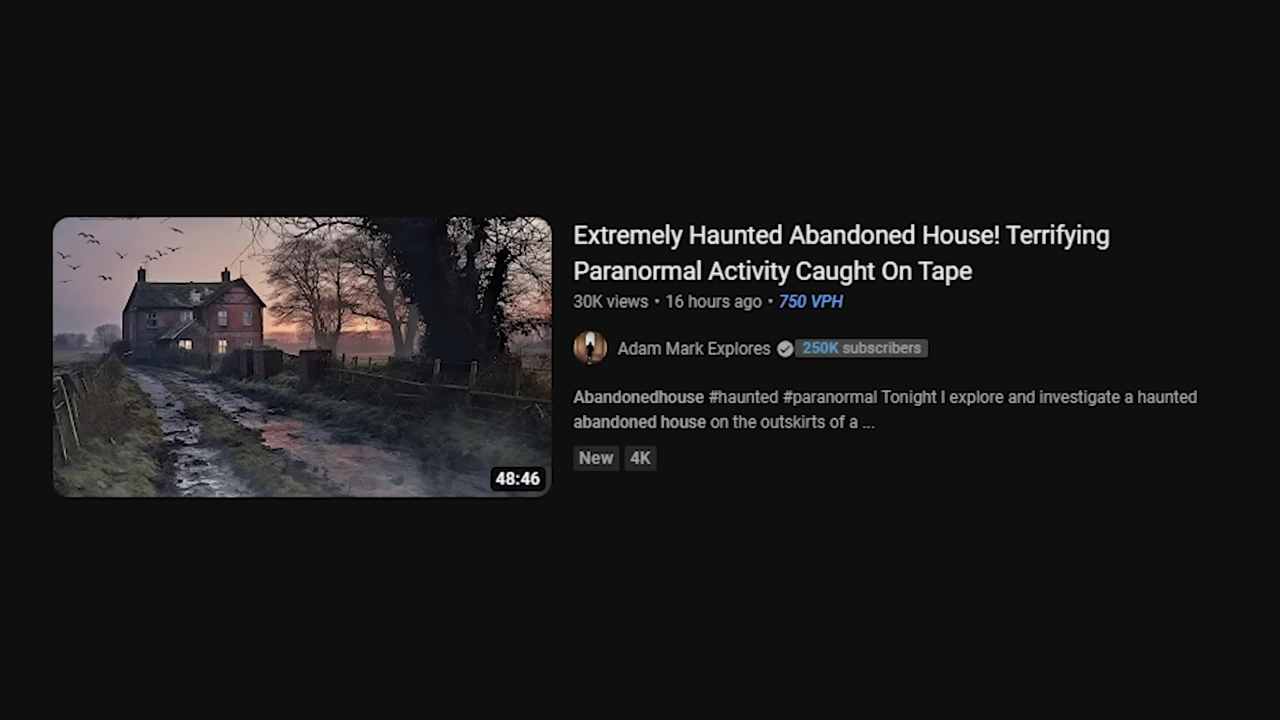 Extremely Haunted Abandoned House! Terrifying
Paranormal Activity Caught On Tape
30K views • 16 hours ago • 750 VPH
Adam Mark Explores 250K subscribers
Abandonedhouse #haunted #paranormal Tonight I explore and investigate a haunted
abandoned house on the outskirts of a ...
New 4K
48:46